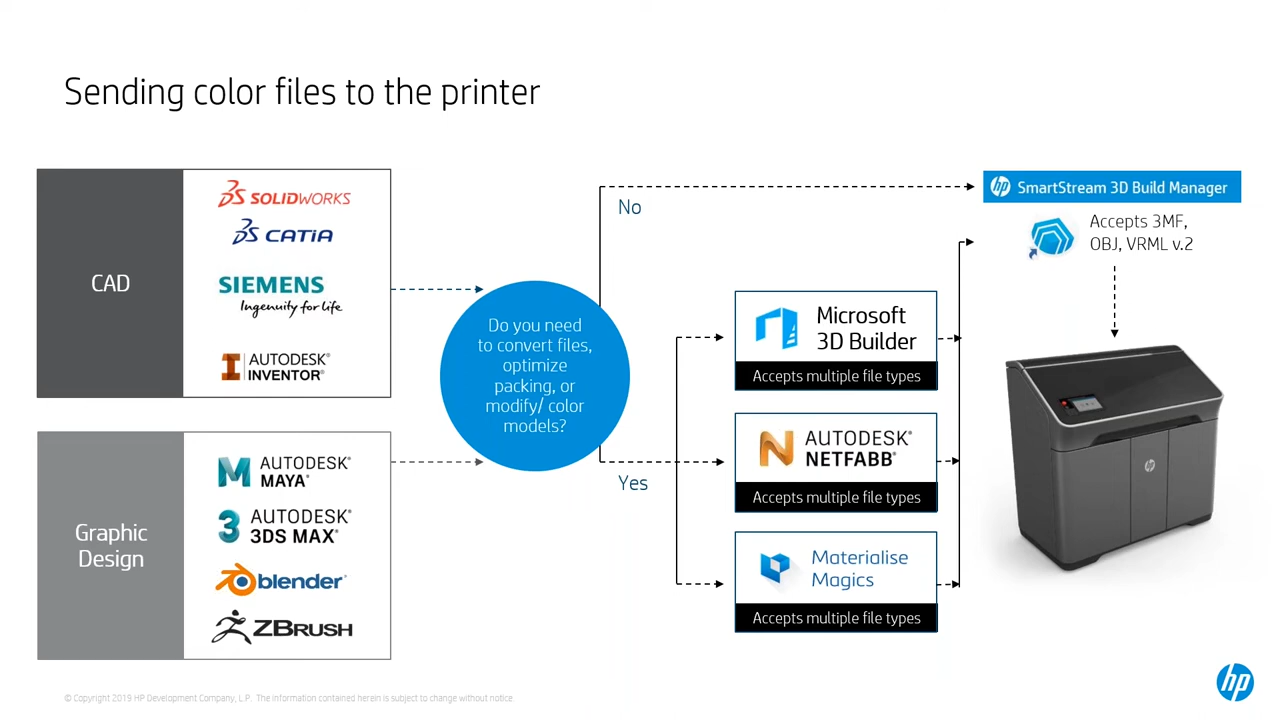 Sending color files to the printer
CAD
SOLIDWORKS
CATIA
SIEMENS
Ingenuity for life
AUTODESK®
INVENTOR®
Graphic
Design
AUTODESK®
MAYA®
AUTODESK®
3DS MAX®
blender®
ZBRUSH
Do you need
to convert files,
optimize
packing, or
modify/ color
models?
No
Yes
Microsoft
3D Builder
Accepts multiple file types
AUTODESK®
NETFABB®
Accepts multiple file types
Materialise
Magics
Accepts multiple file types
hp SmartStream 3D Build Manager
Accepts 3MF,
OBJ, VRML v.2
hp
© Copyright 2019 HP Development Company, L.P. The information contained herein is subject to change without notice
hp